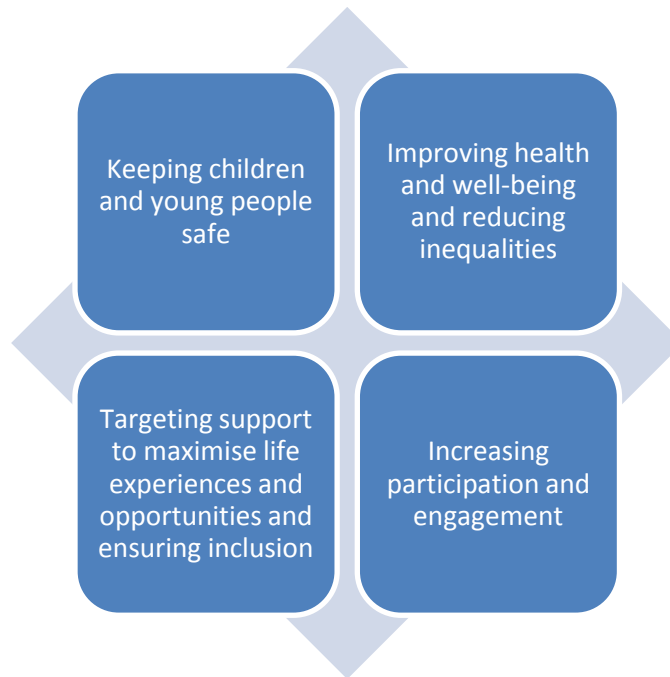 Keeping children
and young people
safe
Improving health
and well-being
and reducing
inequalities
Targeting support
to maximise life
experiences and
opportunities and
ensuring inclusion
Increasing
participation and
engagement